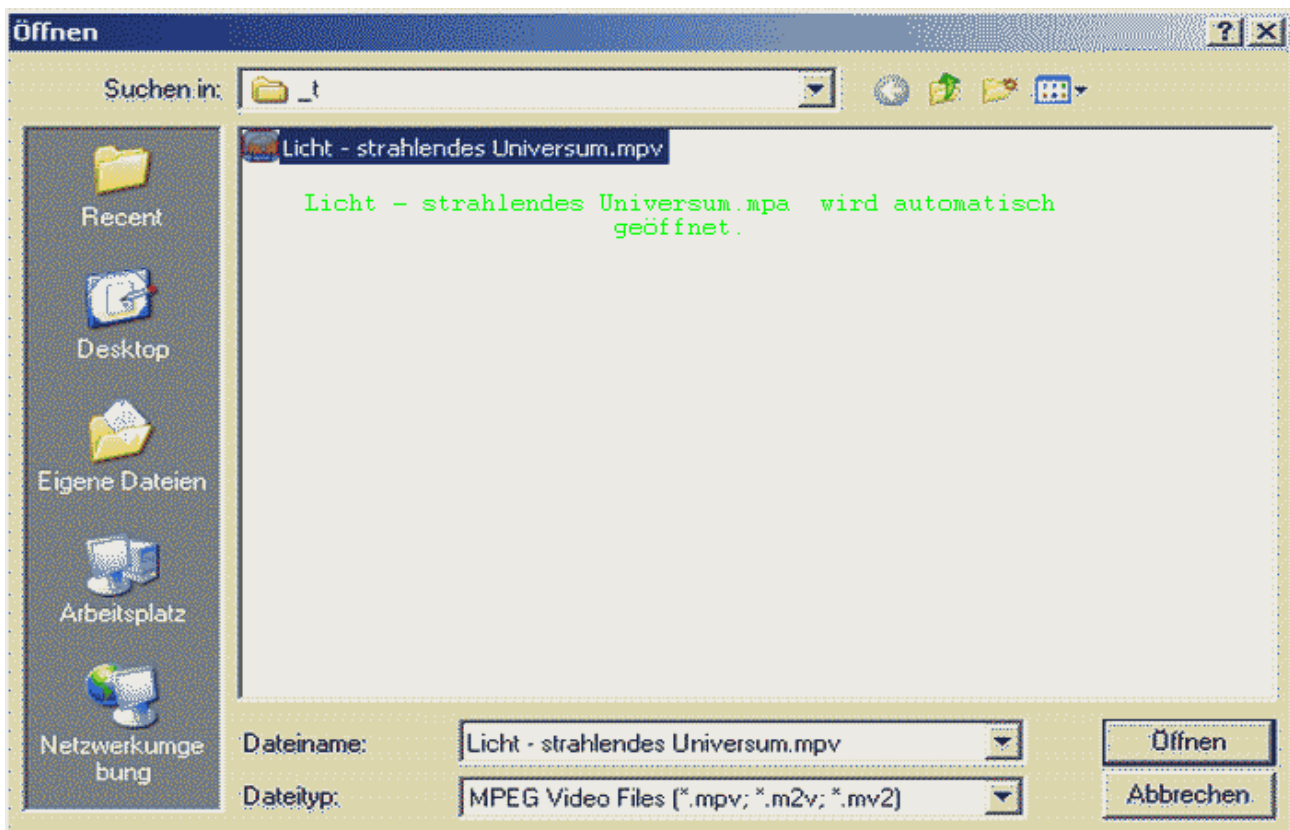 Öffnen
Suchen in:
_t
Recent
Desktop
Eigene Dateien
Arbeitsplatz
Netzwerkumge
bung
Licht - strahlendes Universum.mpv
Licht - strahlendes Universum.mpa wird automatisch
geöffnet.
Dateiname:
Licht - strahlendes Universum.mpv
Öffnen
Dateityp:
MPEG Video Files (*.mpv; *.m2v; *.mv2)
Abbrechen